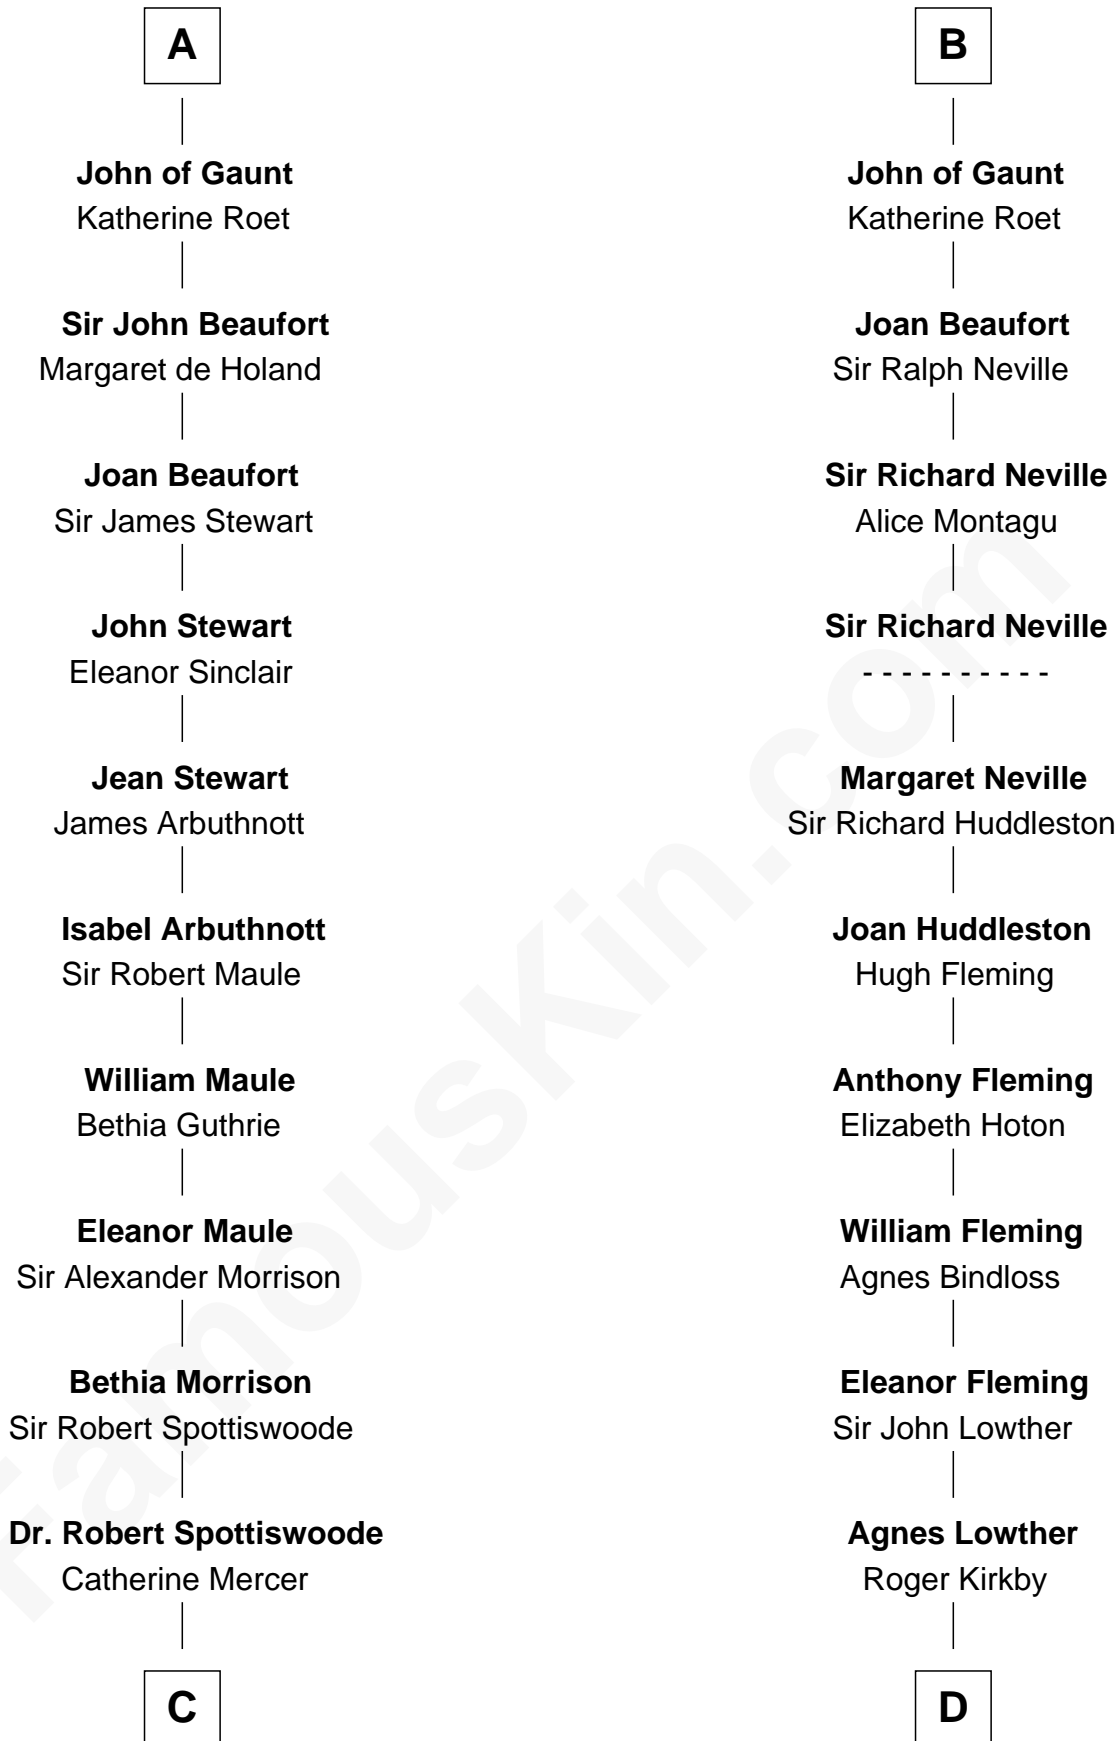 A
John of Gaunt
Katherine Roet
Sir John Beaufort
Margaret de Holand
Joan Beaufort
Sir James Stewart
John Stewart
Eleanor Sinclair
Jean Stewart
James Arbuthnott
Isabel Arbuthnott
Sir Robert Maule
William Maule
Bethia Guthrie
Eleanor Maule
Sir Alexander Morrison
Bethia Morrison
Sir Robert Spottiswoode
Dr. Robert Spottiswoode
Catherine Mercer
C
B
John of Gaunt
Katherine Roet
Joan Beaufort
Sir Ralph Neville
Sir Richard Neville
Alice Montagu
Sir Richard Neville
- - - - - - - - - -
Margaret Neville
Sir Richard Huddleston
Joan Huddleston
Hugh Fleming
Anthony Fleming
Elizabeth Hoton
William Fleming
Agnes Bindloss
Eleanor Fleming
Sir John Lowther
Agnes Lowther
Roger Kirkby
D
FamousKin.com